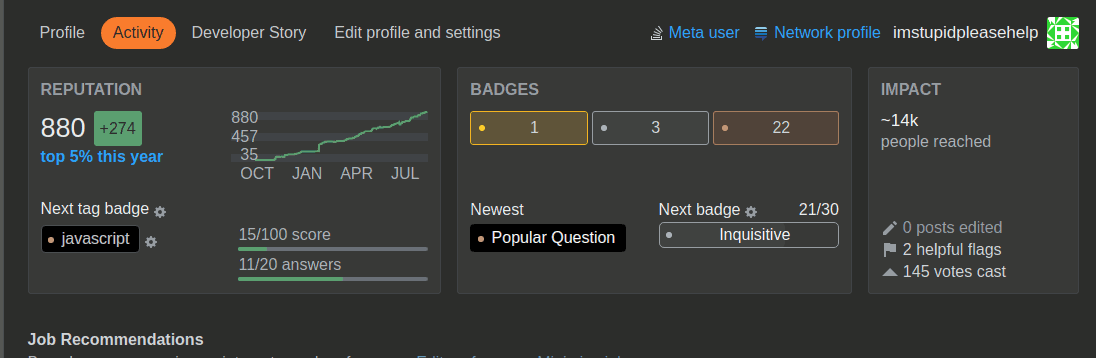 Profile Activity Developer Story Edit profile and settings Meta user Network profile imstupidpleasehelp
REPUTATION
880 +274
top 5% this year
880
457
35
OCT JAN APR JUL
Next tag badge
javascript
15/100 score
11/20 answers
BADGES
1 3 22
Newest
Popular Question
Next badge 21/30
Inquisitive
IMPACT
~14k
people reached
0 posts edited
2 helpful flags
145 votes cast
Job Recommendations